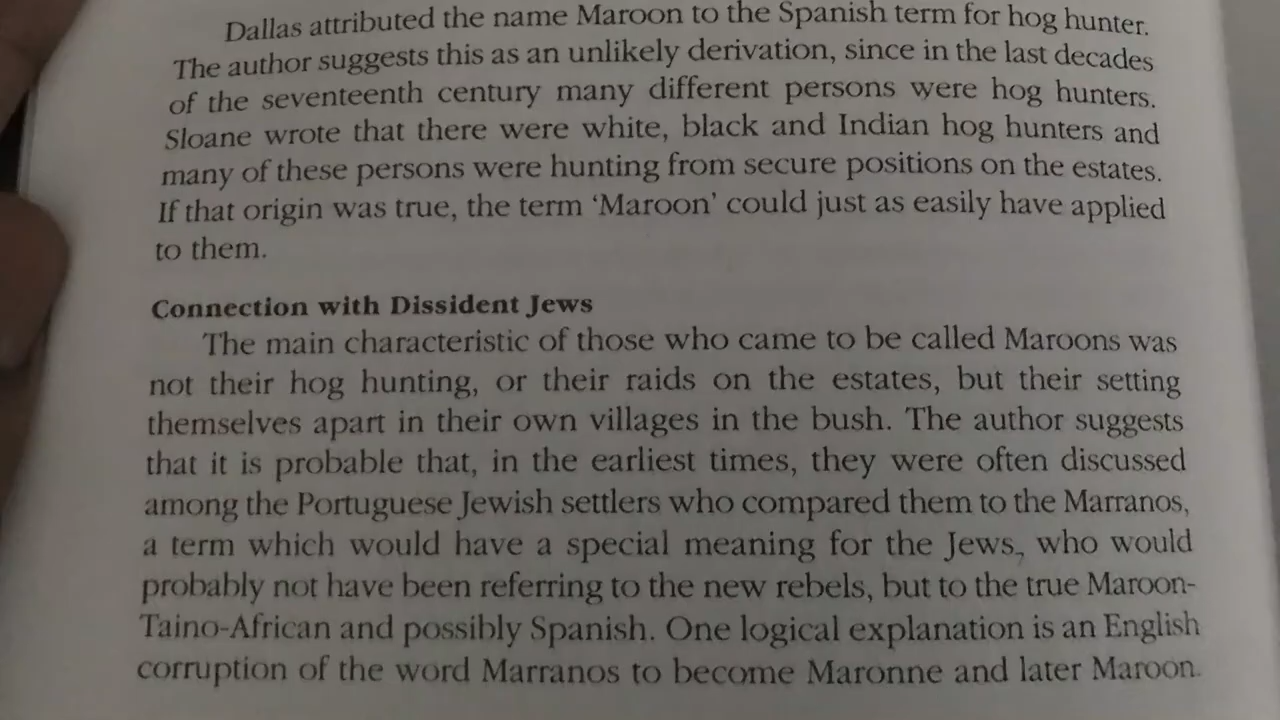 Dallas attributed the name Maroon to the Spanish term for hog hunter.
The author suggests this as an unlikely derivation, since in the last decades
of the seventeenth century many different persons were hog hunters.
Sloane wrote that there were white, black and Indian hog hunters and
many of these persons were hunting from secure positions on the estates.
If that origin was true, the term ‘Maroon’ could just as easily have applied
to them.
Connection with Dissident Jews
The main characteristic of those who came to be called Maroons was
not their hog hunting, or their raids on the estates, but their setting
themselves apart in their own villages in the bush. The author suggests
that it is probable that, in the earliest times, they were often discussed
among the Portuguese Jewish settlers who compared them to the Marranos,
a term which would have a special meaning for the Jews, who would
probably not have been referring to the new rebels, but to the true Maroon-
Taino-African and possibly Spanish. One logical explanation is an English
corruption of the word Marranos to become Maronne and later Maroon.